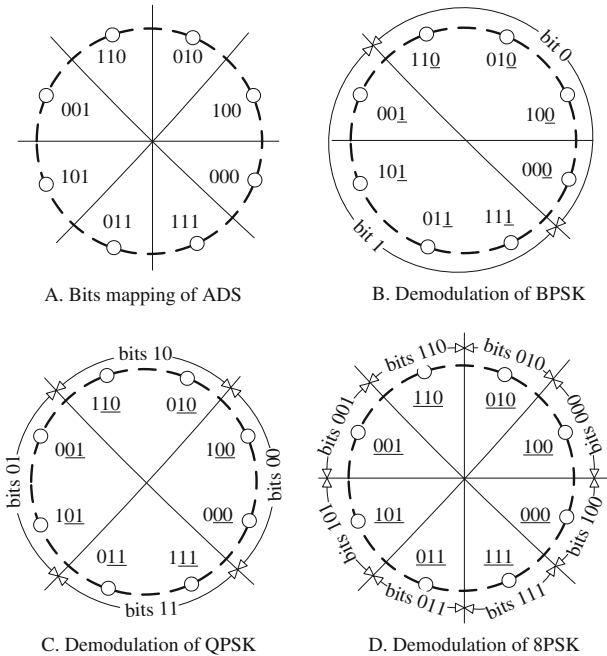 110 010
001 100
101 000
011 111
A. Bits mapping of ADS
bit 0
110 010
001 100
101 000
011 111
bit 1
B. Demodulation of BPSK
bits 10
110 010
bits 01 001 100 bits 00
101 000
011 111
bits 11
C. Demodulation of QPSK
bits 110 bits 010
bits 001 110 010 bits 000
001 100
101 000
bits 101 011 111 bits 100
bits 011 bits 111
D. Demodulation of 8PSK